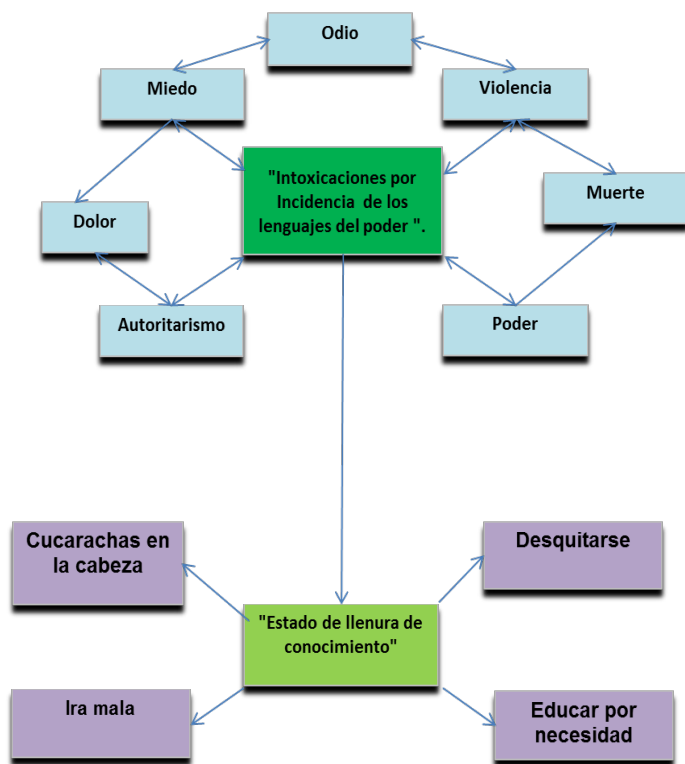 Odio
Miedo
Violencia
"Intoxicaciones por
Incidencia de los
lenguajes del poder ".
Muerte
Dolor
Autoritarismo
Poder
Cucarachas en
la cabeza
Desquitarse
"Estado de llenura de
conocimiento"
Ira mala
Educar por
necesidad